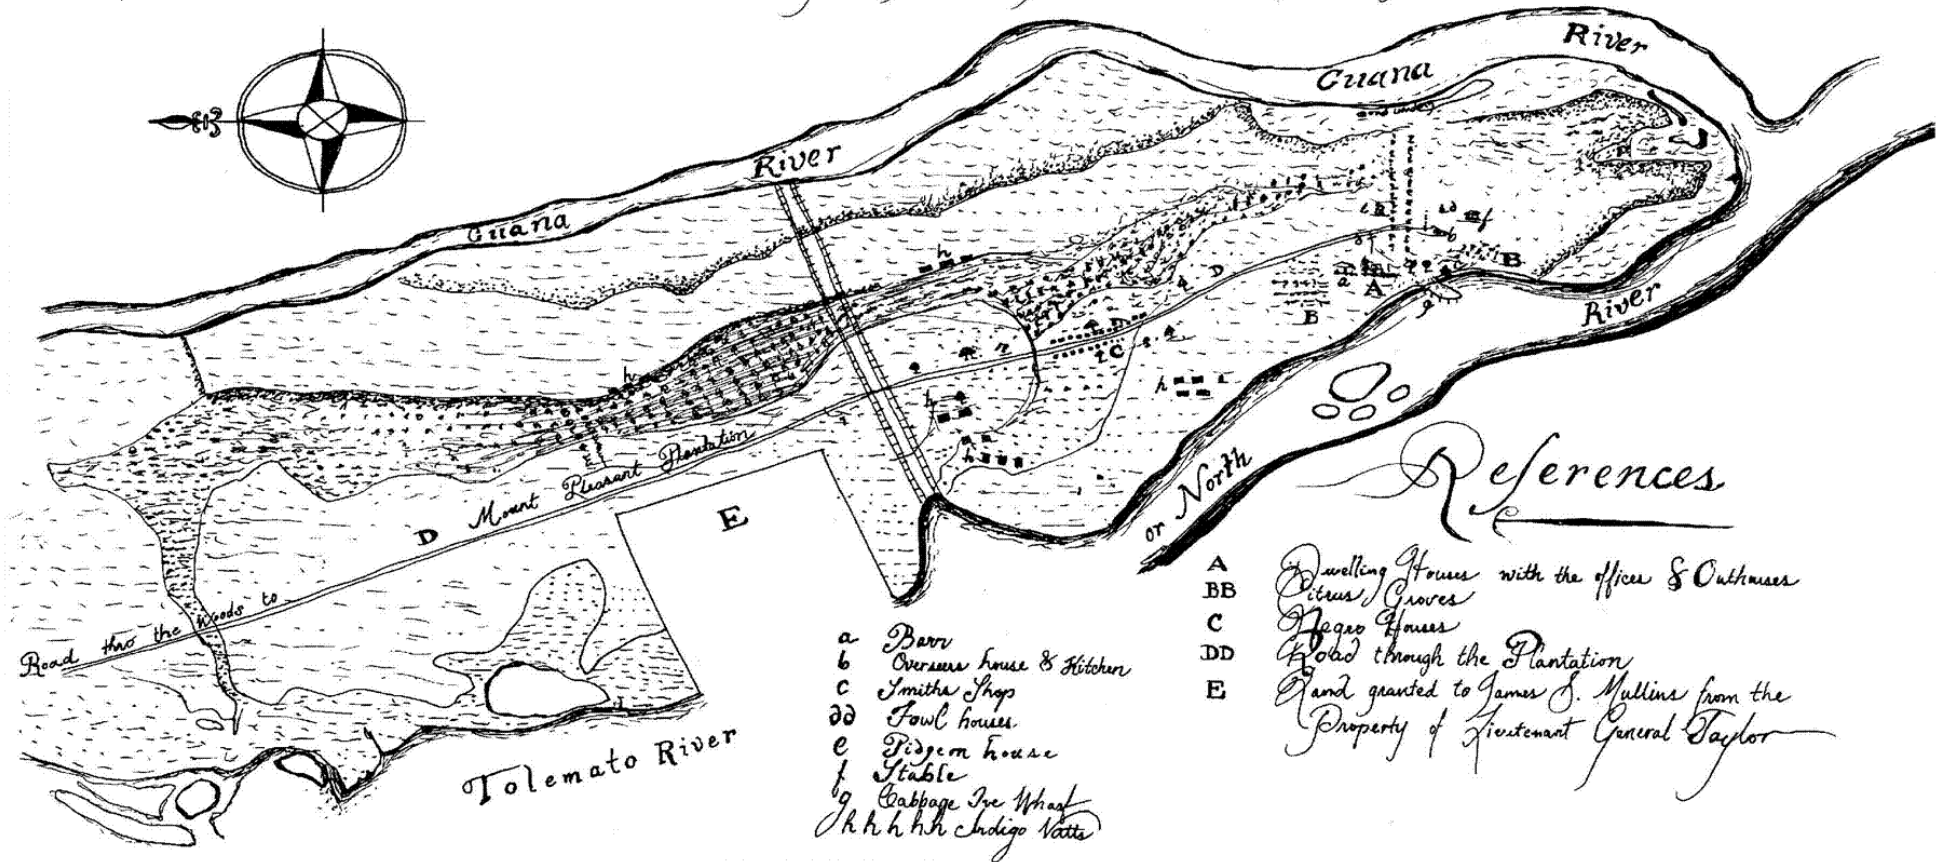 River
Guana
River
Guana
River
or North
References
Mount Pleasant Plantation
Road thro the Woods to
Tolemato River
A
A
B
B
C
D
D
E
h
h
h
h
A Dwelling Houses with the offices & Outhouses
BB Citrus Groves
C Negro Houses
DD Road through the Plantation
E Land granted to James S. Mullins from the
Property of Lieutenant General Taylor
a Barr
b Overseers house & Kitchen
c Smiths Shop
dd Fowl houses
e Pidgeon house
f Stable
g Cabbage Tre Wharf
h h h h h Indigo Vatts